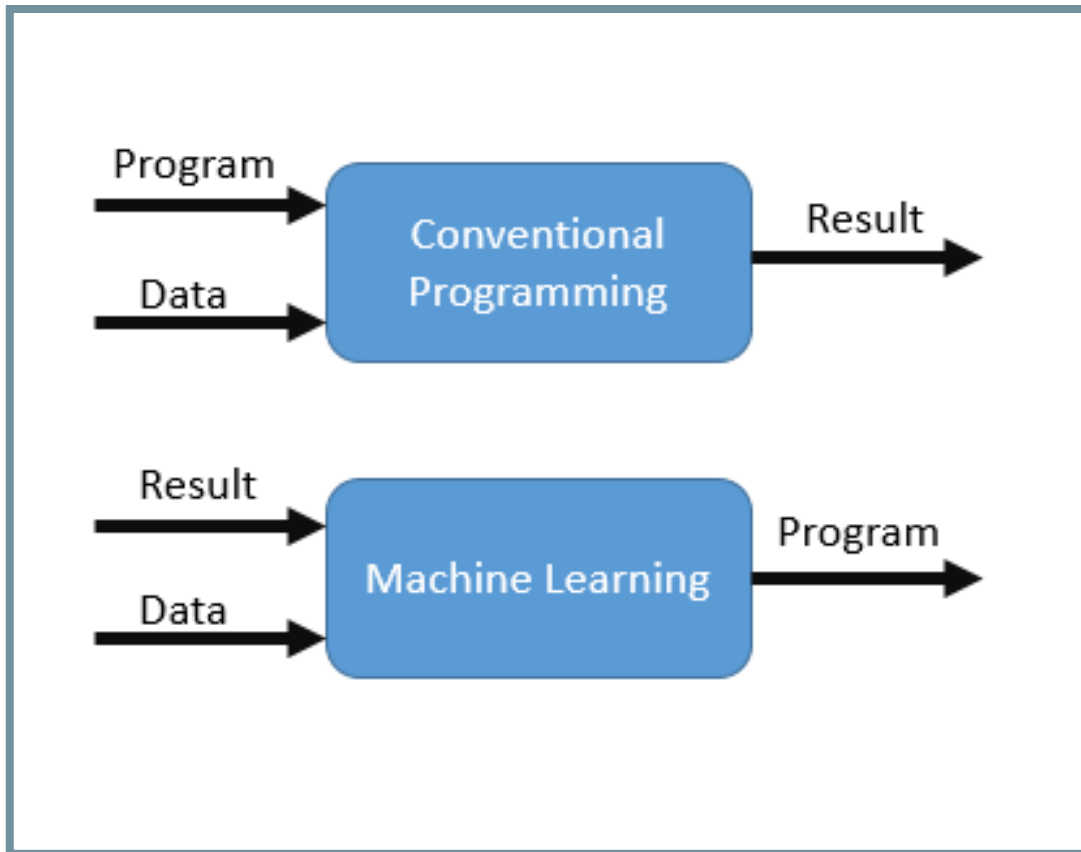 Program
Data
Conventional
Programming
Result
Result
Data
Machine Learning
Program